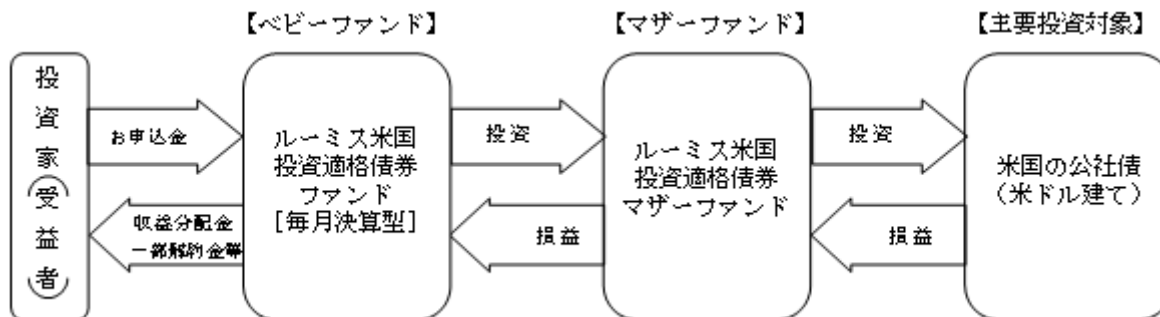 【ベビーファンド】
【マザーファンド】
【主要投資対象】
投資家(受益者)
お申込金
収益分配金
一部解約金等
ルーミス米国
投資適格債券
ファンド
[毎月決算型]
投資
損益
ルーミス米国
投資適格債券
マザーファンド
投資
損益
米国の公社債
(米ドル建て)